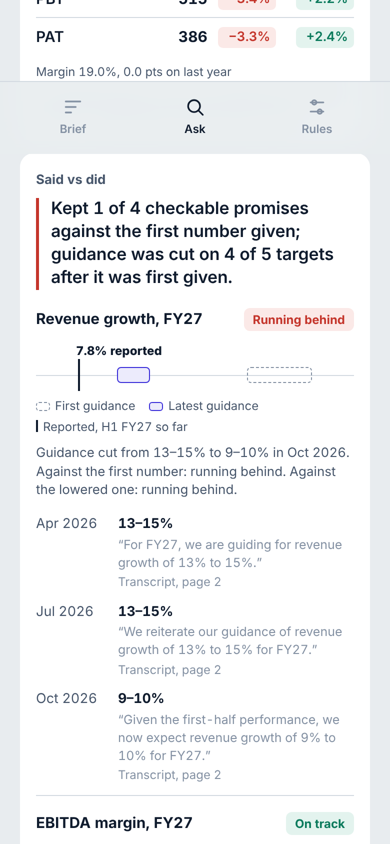 PAT 386 −3.3% +2.4%
Margin 19.0%, 0.0 pts on last year
Brief Ask Rules
Said vs did
Kept 1 of 4 checkable promises
against the first number given;
guidance was cut on 4 of 5 targets
after it was first given.
Revenue growth, FY27 Running behind
7.8% reported
First guidance Latest guidance
Reported, H1 FY27 so far
Guidance cut from 13–15% to 9–10% in Oct 2026.
Against the first number: running behind. Against
the lowered one: running behind.
Apr 2026 13–15%
“For FY27, we are guiding for revenue
growth of 13% to 15%.”
Transcript, page 2
Jul 2026 13–15%
“We reiterate our guidance of revenue
growth of 13% to 15% for FY27.”
Transcript, page 2
Oct 2026 9–10%
“Given the first-half performance, we
now expect revenue growth of 9% to
10% for FY27.”
Transcript, page 2
EBITDA margin, FY27 On track